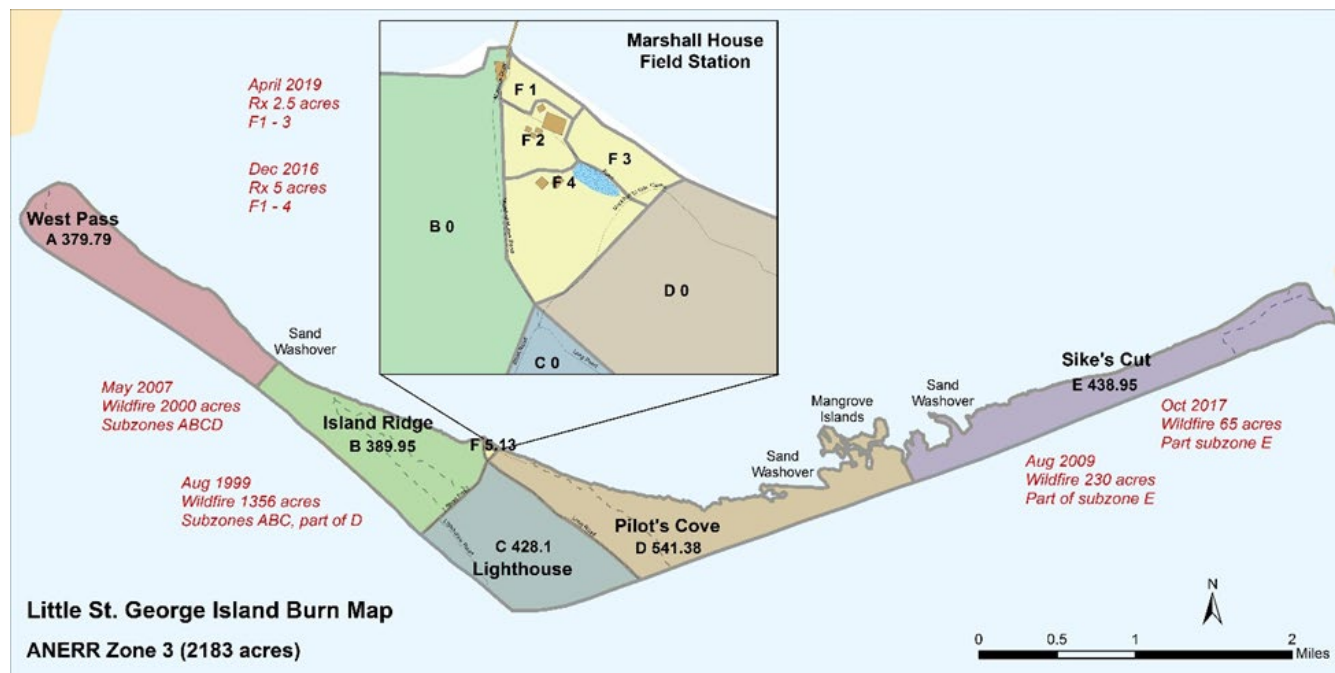 Marshall House
Field Station
April 2019
Rx 2.5 acres
F1 - 3
Dec 2016
Rx 5 acres
F1 - 4
F 1
F 2
F 3
F 4
B 0
D 0
C 0
West Pass
A 379.79
Sand
Washover
May 2007
Wildfire 2000 acres
Subzones ABCD
Island Ridge
B 389.95
F 5.13
Aug 1999
Wildfire 1356 acres
Subzones ABC, part of D
C 428.1
Lighthouse
Pilot's Cove
D 541.38
Sand
Washover
Mangrove
Islands
Sand
Washover
Sike's Cut
E 438.95
Oct 2017
Wildfire 65 acres
Part subzone E
Aug 2009
Wildfire 230 acres
Part of subzone E
Little St. George Island Burn Map
ANERR Zone 3 (2183 acres)
N
0 0.5 1 2
Miles